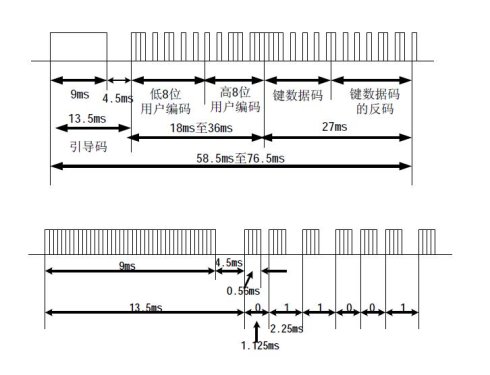 9ms
4.5ms
低8位
用户编码
高8位
用户编码
键数据码
键数据码
的反码
13.5ms
引导码
18ms至36ms
27ms
58.5ms至76.5ms
9ms
4.5ms
0.56ms
13.5ms
0 1 1 0 0 1
2.25ms
1.125ms